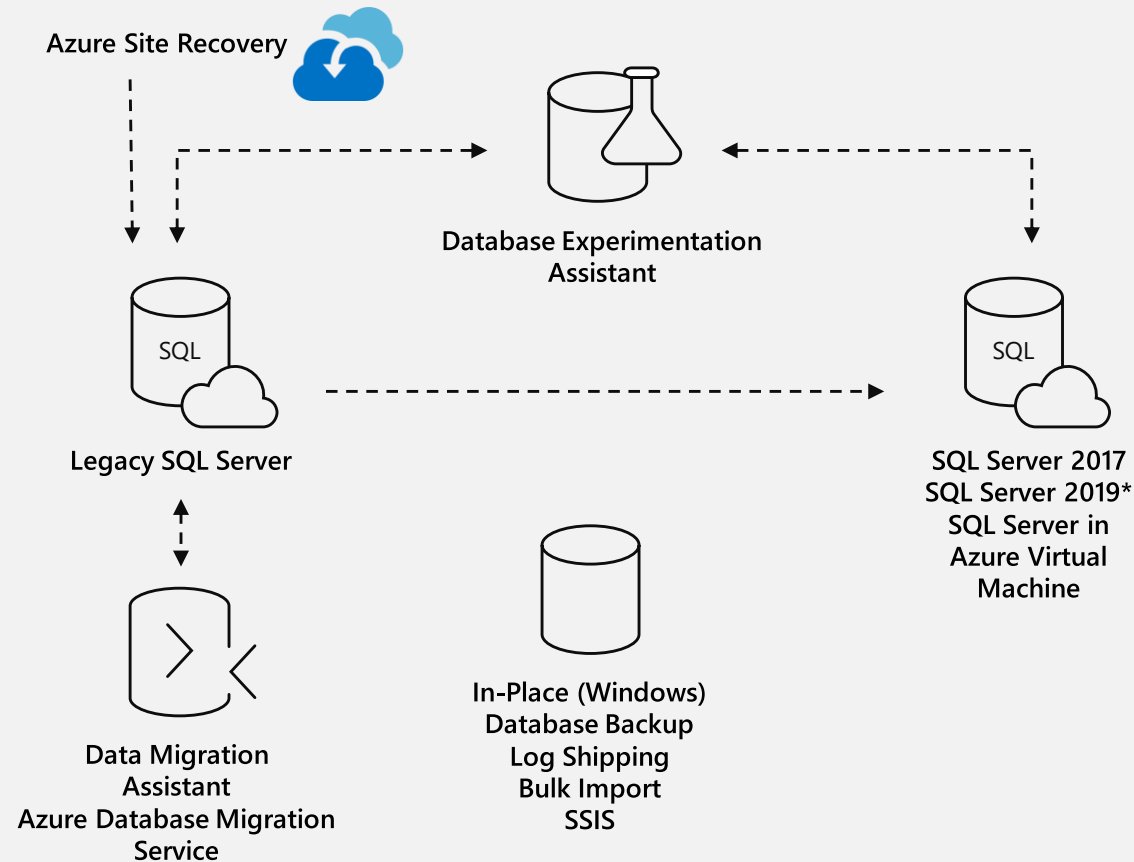 Azure Site Recovery
Database Experimentation
Assistant
SQL
SQL
Legacy SQL Server
SQL Server 2017
SQL Server 2019*
SQL Server in
Azure Virtual
Machine
In-Place (Windows)
Database Backup
Log Shipping
Bulk Import
SSIS
Data Migration
Assistant
Azure Database Migration
Service